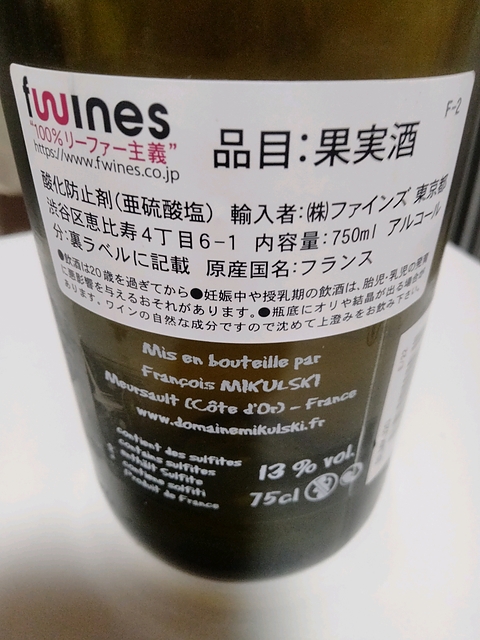 fwines
"100%リーファー主義"
https://www.fwines.co.jp
F-2
品目:果実酒
酸化防止剤(亜硫酸塩) 輸入者:㈱ファインズ 東京都
渋谷区恵比寿4丁目6-1 内容量:750ml アルコール
分:裏ラベルに記載 原産国名:フランス
●飲酒は20歳を過ぎてから●妊娠中や授乳期の飲酒は、胎児・乳児の発育
に悪影響を与えるおそれがあります。●瓶底にオリや結晶が出る場合が
あります。ワインの自然な成分ですので沈めて上澄みをお飲み下さい。
Mis en bouteille par
François MIKULSKI
Meursault (Côte d'Or) - France
www.domainemikulski.fr
contient des sulfites
contains sulfites
enthält Sulfite
contiene solfiti
Produit de France
13 % vol.
75cl